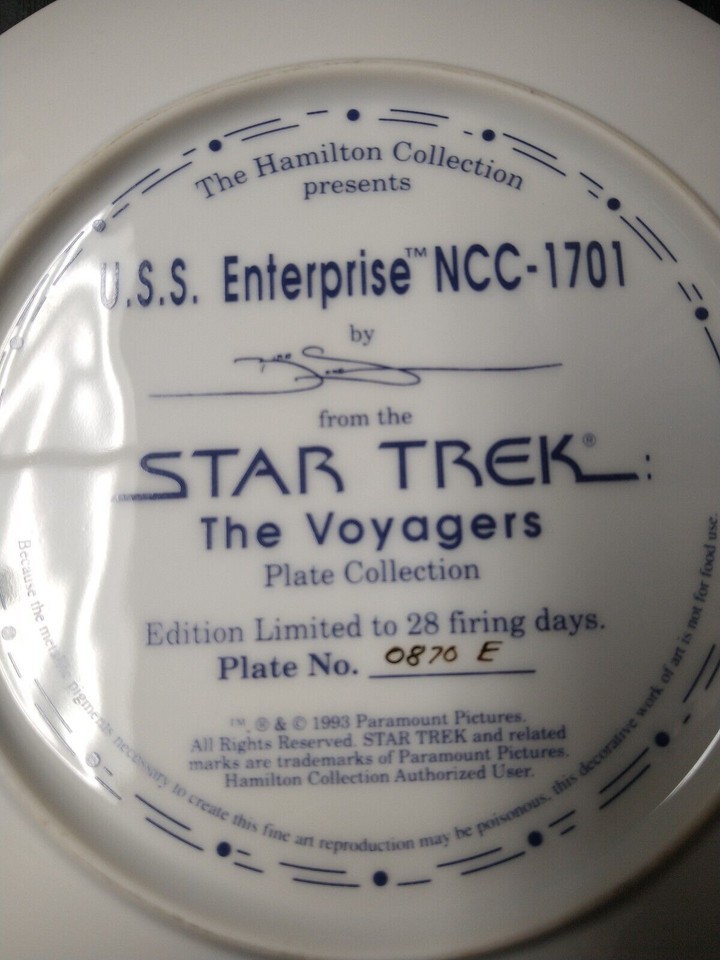 The Hamilton Collection
presents
U.S.S. Enterprise™ NCC-1701
by
from the
STAR TREK®:
The Voyagers
Plate Collection
Edition Limited to 28 firing days.
Plate No. 0870 E
™, ® & © 1993 Paramount Pictures.
All Rights Reserved. STAR TREK and related
marks are trademarks of Paramount Pictures.
Hamilton Collection Authorized User.
Because the metallic pigments necessary to create this fine art reproduction may be poisonous, this decorative work of art is not for food use.